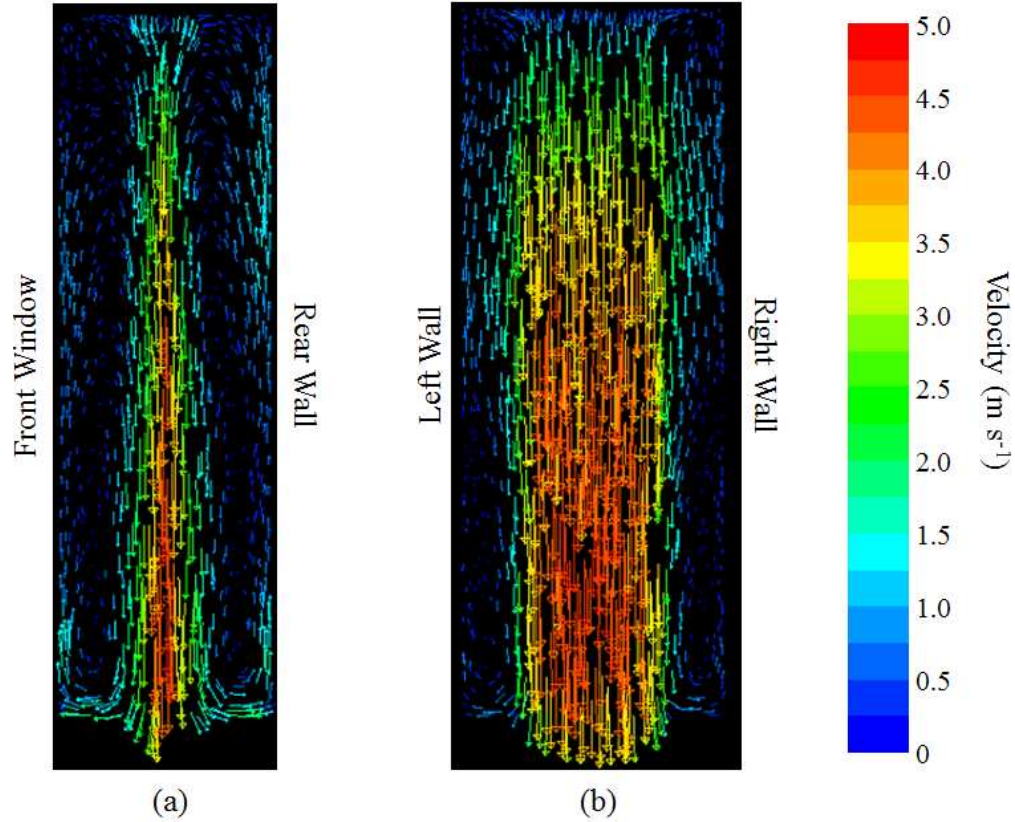 Front Window
Rear Wall
(a)
Left Wall
Right Wall
(b)
5.0
4.5
4.0
3.5
3.0
2.5
2.0
1.5
1.0
0.5
0
Velocity (m s⁻¹)